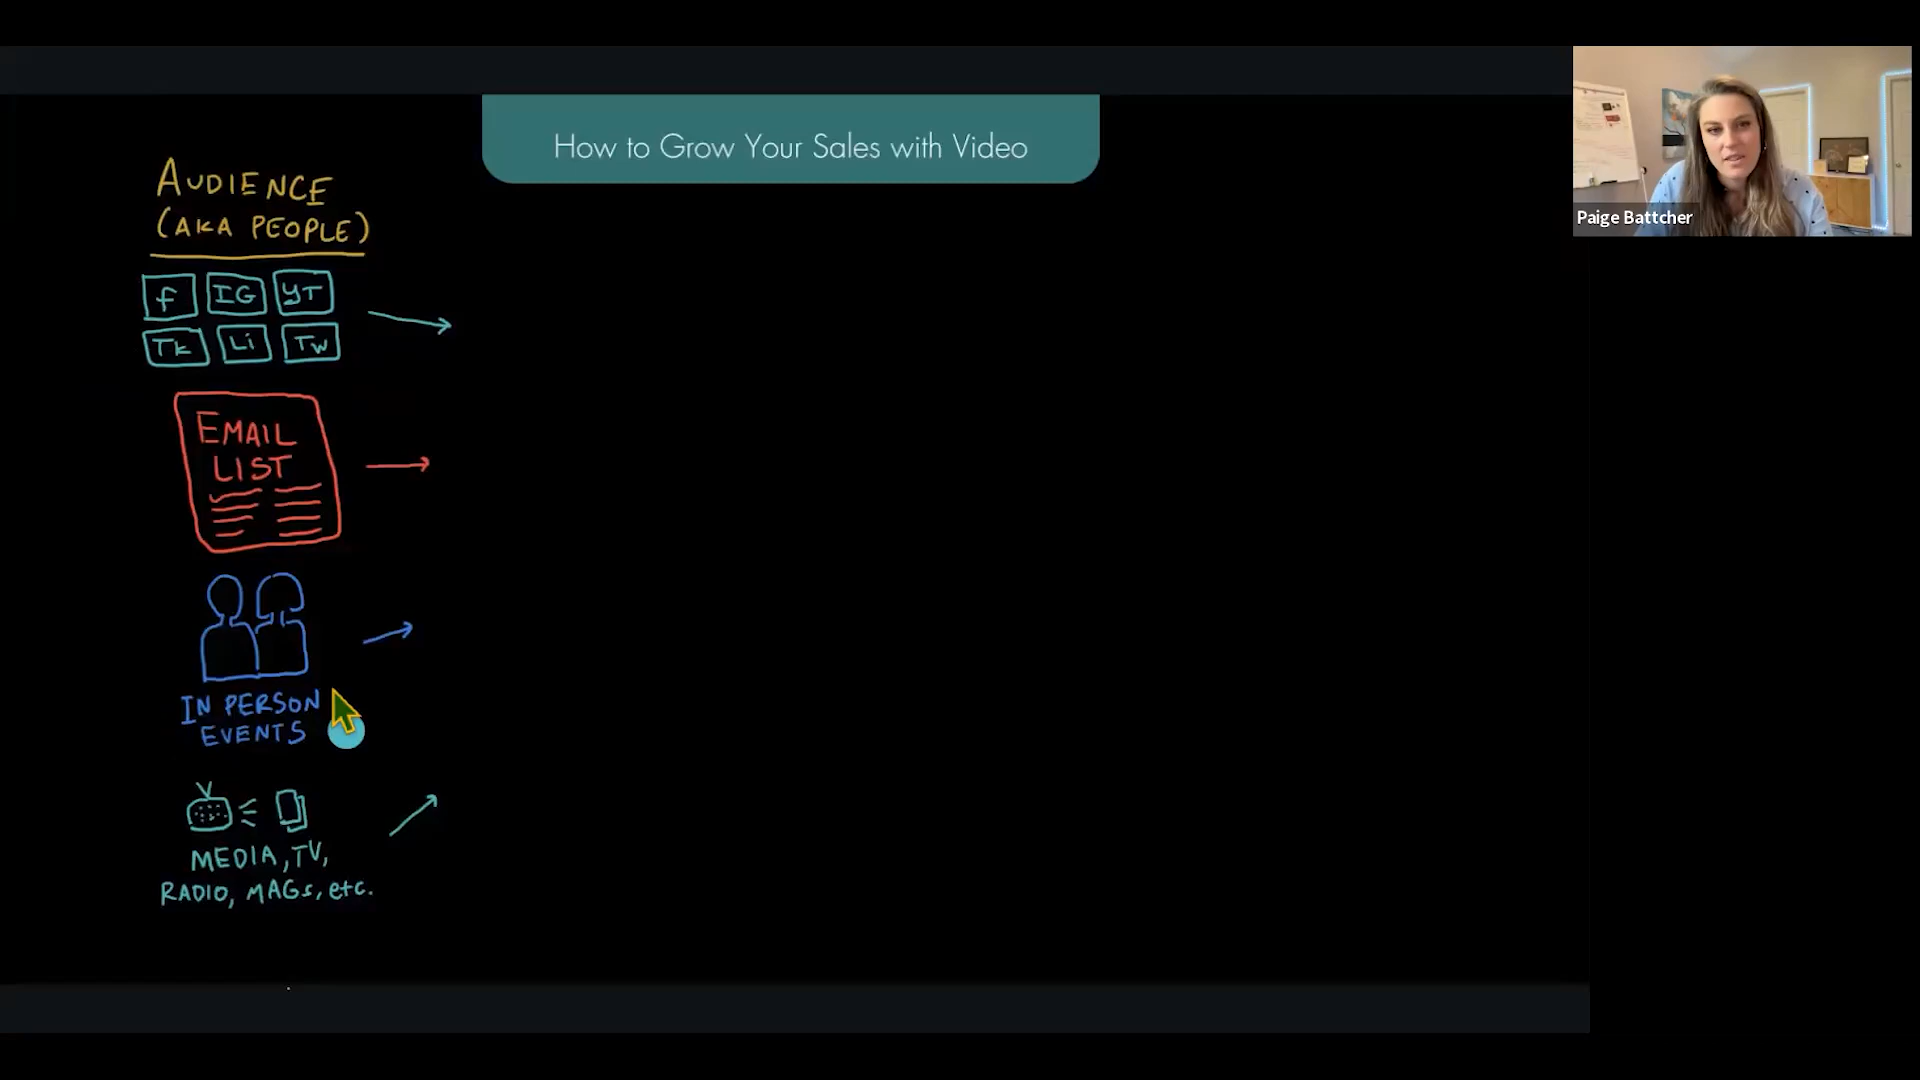 How to Grow Your Sales with Video
Paige Battcher
AUDIENCE
(AKA PEOPLE)
f IG YT
Tk Li Tw
EMAIL
LIST
IN PERSON
EVENTS
MEDIA, TV,
RADIO, MAGs, etc.